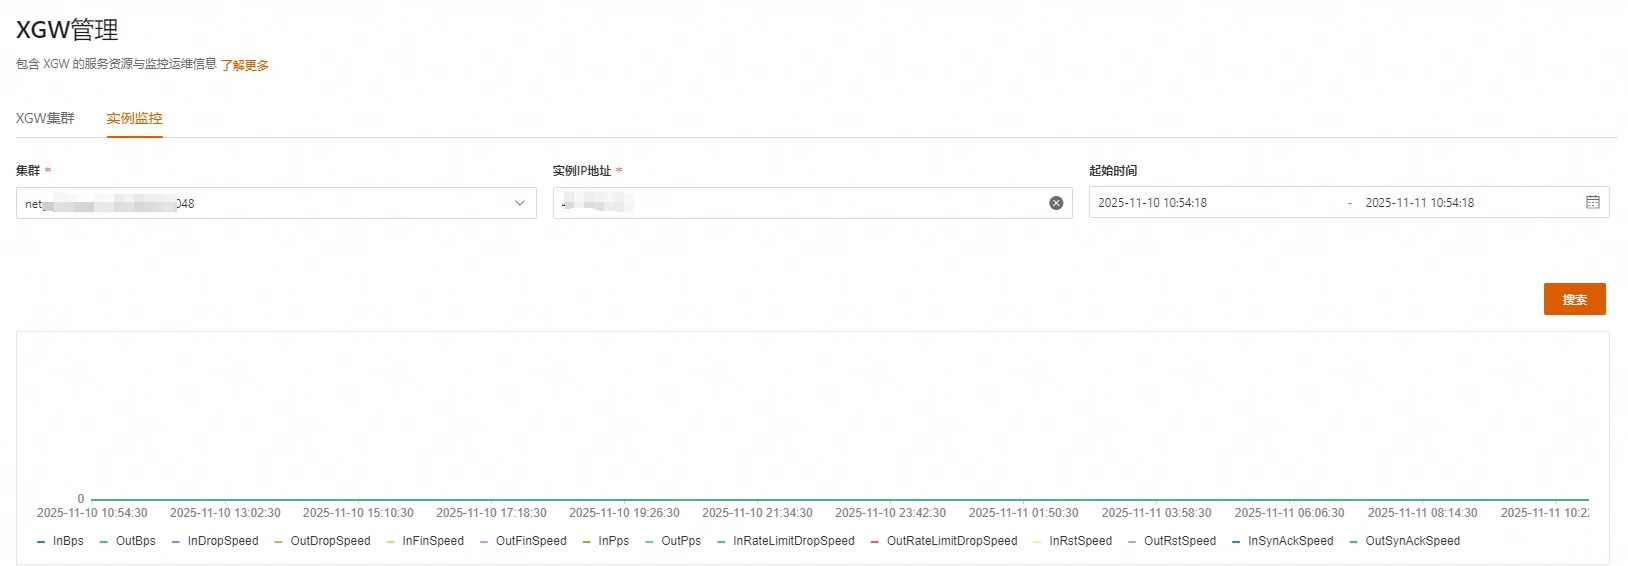 XGW管理
包含 XGW 的服务资源与监控运维信息 了解更多
XGW集群 实例监控
集群 * 实例IP地址 * 起始时间
net 048 2025-11-10 10:54:18 - 2025-11-11 10:54:18
搜索
0
2025-11-10 10:54:30 2025-11-10 13:02:30 2025-11-10 15:10:30 2025-11-10 17:18:30 2025-11-10 19:26:30 2025-11-10 21:34:30 2025-11-10 23:42:30 2025-11-11 01:50:30 2025-11-11 03:58:30 2025-11-11 06:06:30 2025-11-11 08:14:30 2025-11-11 10:22
InBps OutBps InDropSpeed OutDropSpeed InFinSpeed OutFinSpeed InPps OutPps InRateLimitDropSpeed OutRateLimitDropSpeed InRstSpeed OutRstSpeed InSynAckSpeed OutSynAckSpeed